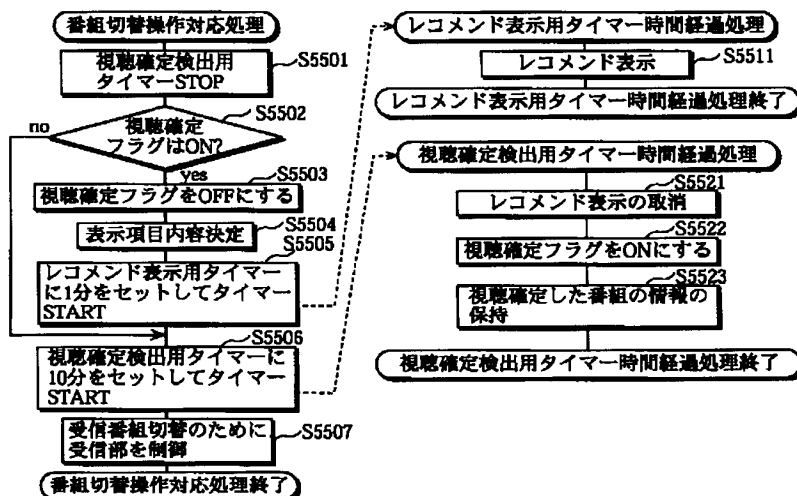 番組切替操作対応処理
視聴確定検出用
タイマーSTOP
S5501
S5502
視聴確定
フラグはON?
no
yes
S5503
視聴確定フラグをOFFにする
S5504
表示項目内容決定
S5505
レコメンド表示用タイマー
に1分をセットしてタイマー
START
S5506
視聴確定検出用タイマーに
10分をセットしてタイマー
START
受信番組切替のために
受信部を制御
S5507
番組切替操作対応処理終了
レコメンド表示用タイマー時間経過処理
S5511
レコメンド表示
レコメンド表示用タイマー時間経過処理終了
視聴確定検出用タイマー時間経過処理
S5521
レコメンド表示の取消
S5522
視聴確定フラグをONにする
S5523
視聴確定した番組の情報の
保持
視聴確定検出用タイマー時間経過処理終了